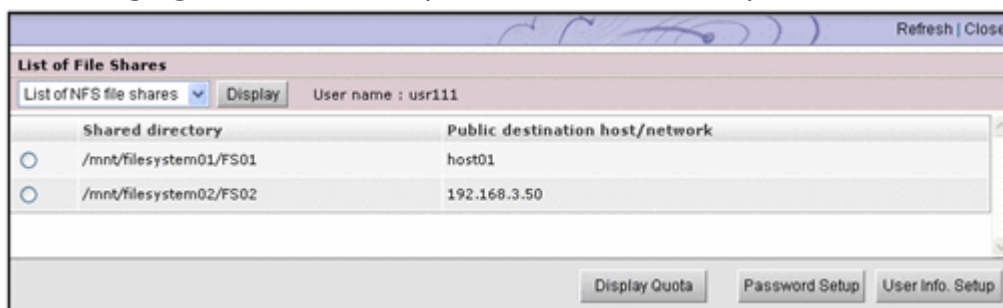 Refresh | Close
List of File Shares
List of NFS file shares Display User name : usr111
Shared directory Public destination host/network
/mnt/filesystem01/FS01 host01
/mnt/filesystem02/FS02 192.168.3.50
Display Quota Password Setup User Info. Setup